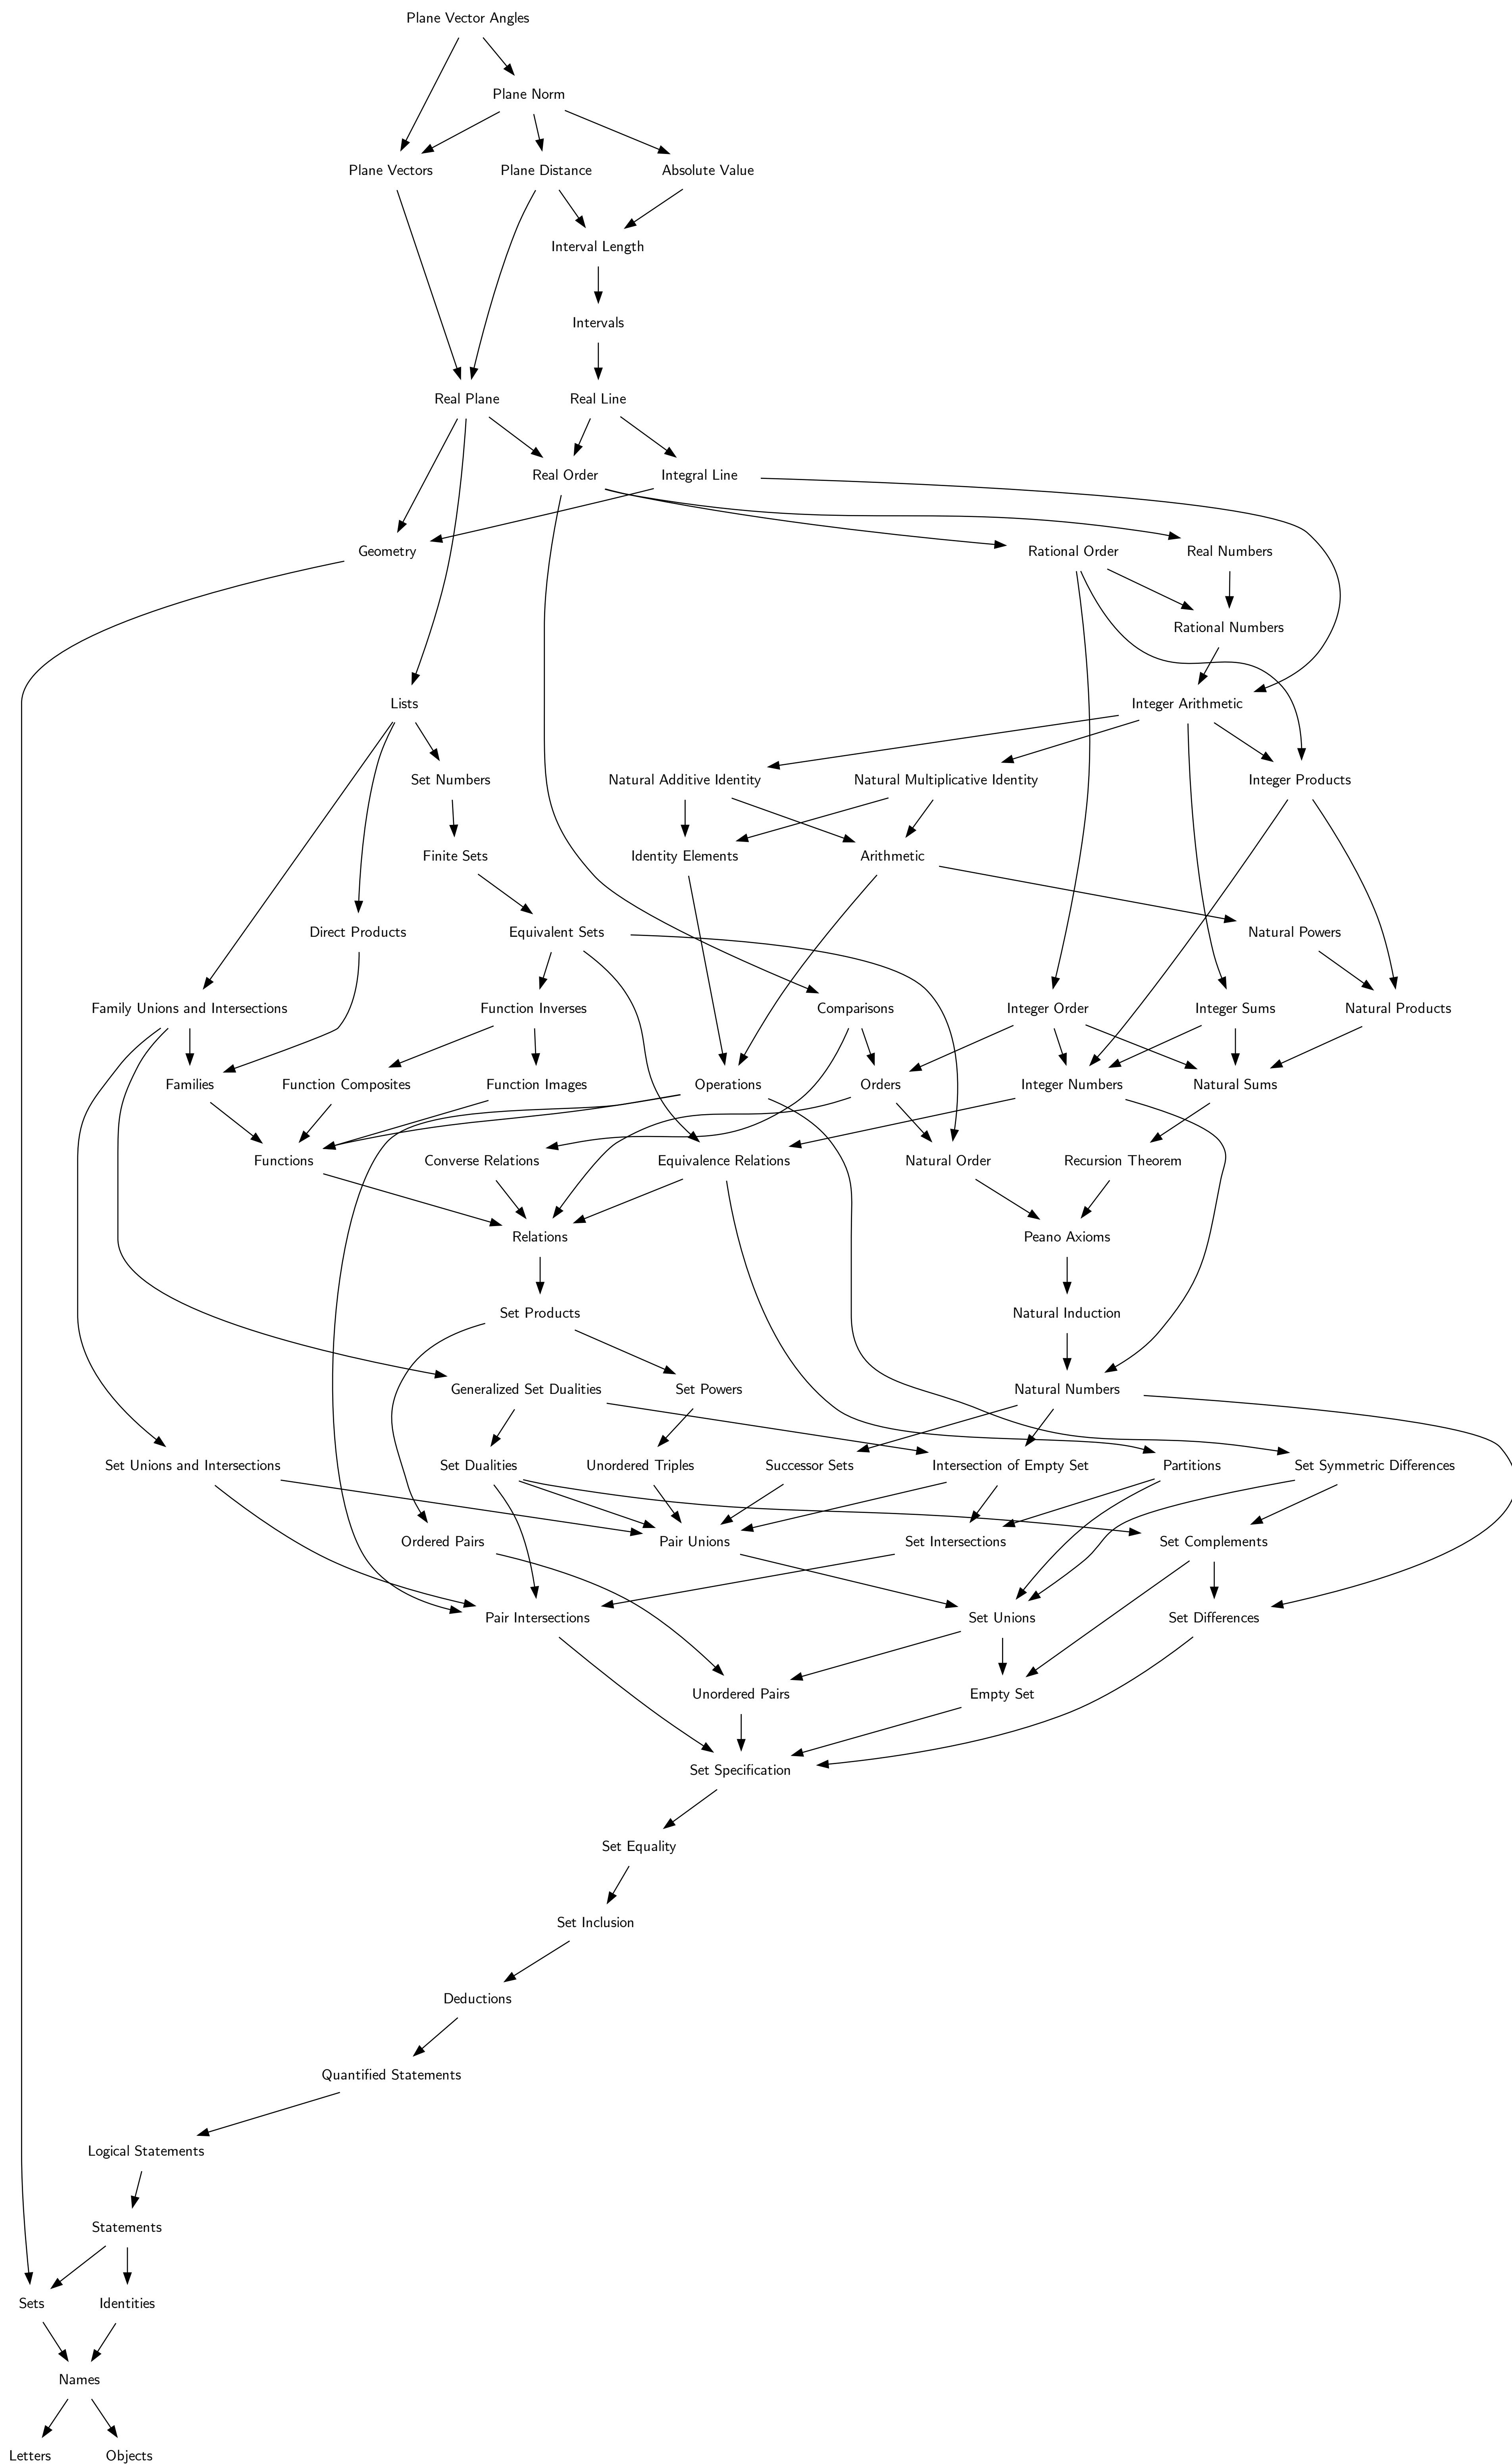 Plane Vector Angles
Plane Norm
Plane Vectors
Plane Distance
Absolute Value
Interval Length
Intervals
Real Plane
Real Line
Real Order
Integral Line
Geometry
Rational Order
Real Numbers
Rational Numbers
Lists
Integer Arithmetic
Set Numbers
Natural Additive Identity
Natural Multiplicative Identity
Integer Products
Finite Sets
Identity Elements
Arithmetic
Direct Products
Equivalent Sets
Natural Powers
Family Unions and Intersections
Function Inverses
Comparisons
Integer Order
Integer Sums
Natural Products
Families
Function Composites
Function Images
Operations
Orders
Integer Numbers
Natural Sums
Functions
Converse Relations
Equivalence Relations
Natural Order
Recursion Theorem
Relations
Peano Axioms
Set Products
Natural Induction
Generalized Set Dualities
Set Powers
Natural Numbers
Set Unions and Intersections
Set Dualities
Unordered Triples
Successor Sets
Intersection of Empty Set
Partitions
Set Symmetric Differences
Ordered Pairs
Pair Unions
Set Intersections
Set Complements
Pair Intersections
Set Unions
Set Differences
Unordered Pairs
Empty Set
Set Specification
Set Equality
Set Inclusion
Deductions
Quantified Statements
Logical Statements
Statements
Sets
Identities
Names
Letters
Objects